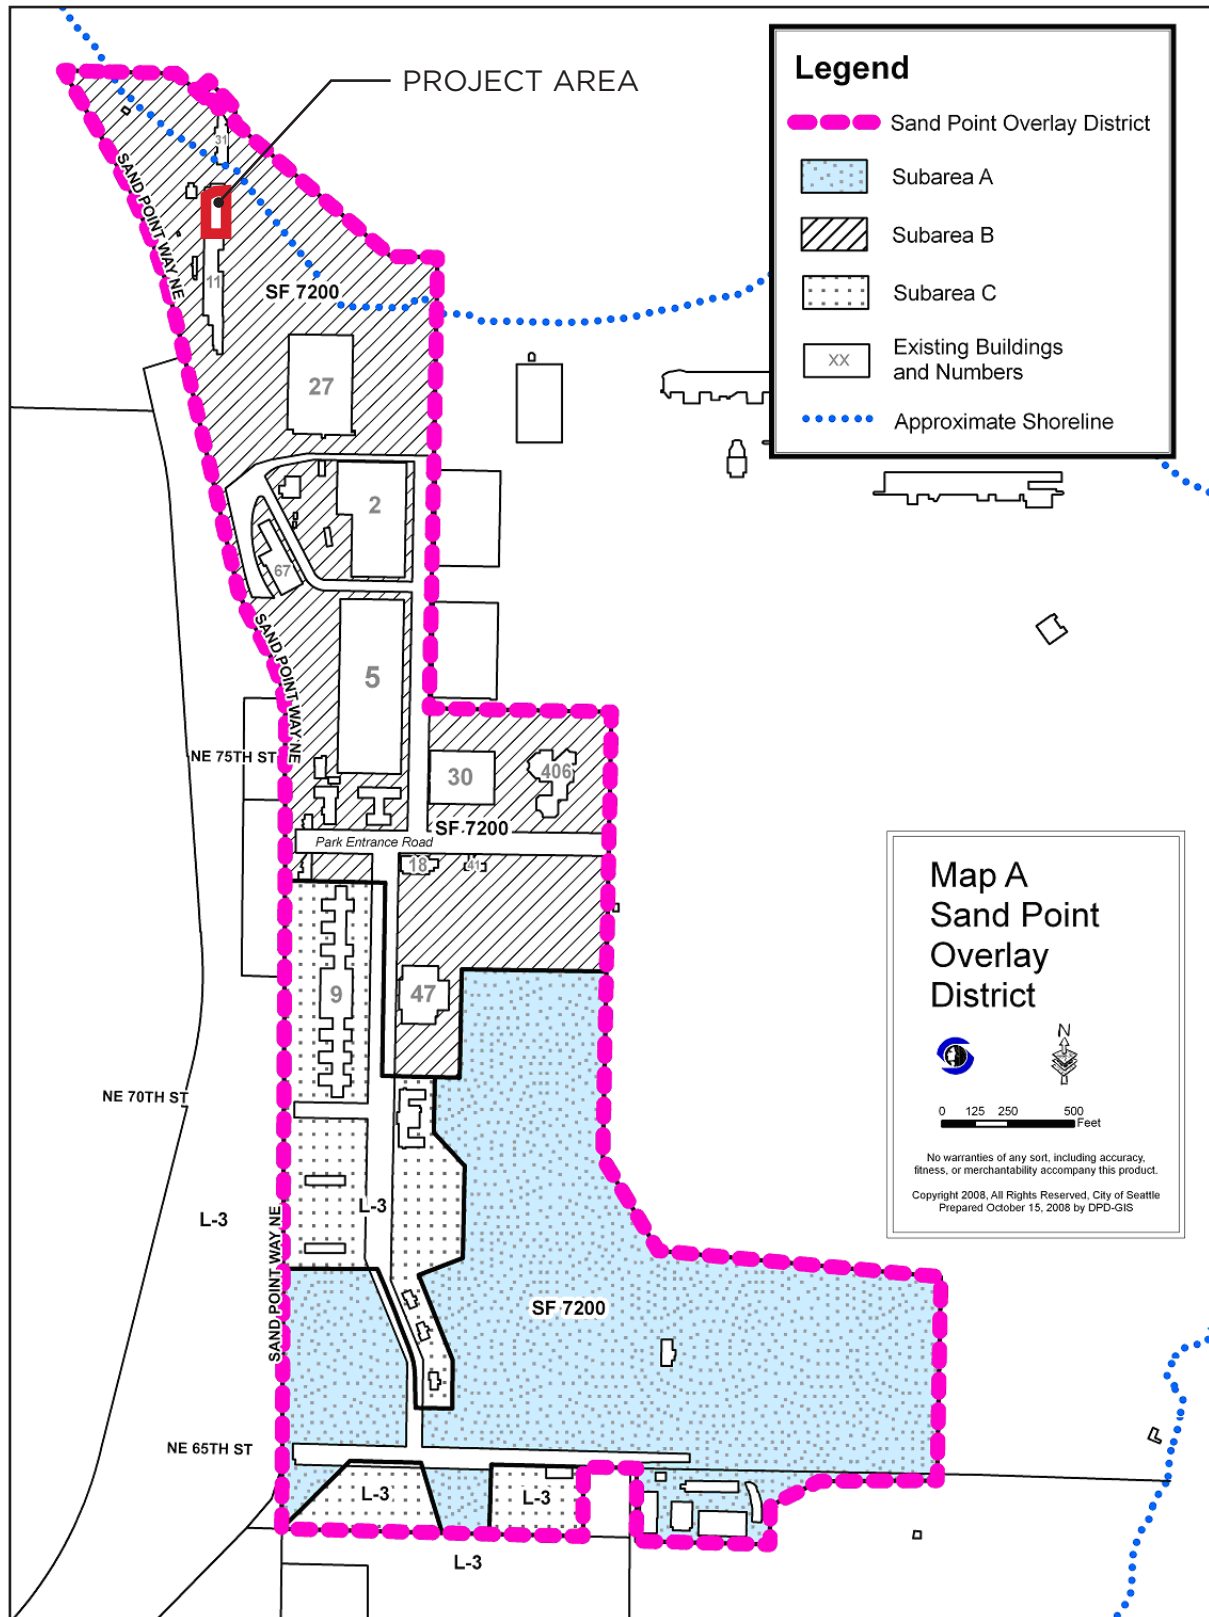 PROJECT AREA
Legend
Sand Point Overlay District
Subarea A
Subarea B
Subarea C
XX
Existing Buildings
and Numbers
Approximate Shoreline
31
SAND POINT WAY NE
11
SF 7200
27
2
67
SAND POINT WAY NE
5
NE 75TH ST
30
406
SF 7200
Park Entrance Road
18
41
9
47
NE 70TH ST
L-3
L-3
SAND POINT WAY NE
SF 7200
NE 65TH ST
L-3
L-3
L-3
Map A
Sand Point
Overlay
District
N
0 125 250 500
Feet
No warranties of any sort, including accuracy,
fitness, or merchantability accompany this product.
Copyright 2008, All Rights Reserved, City of Seattle
Prepared October 15, 2008 by DPD-GIS